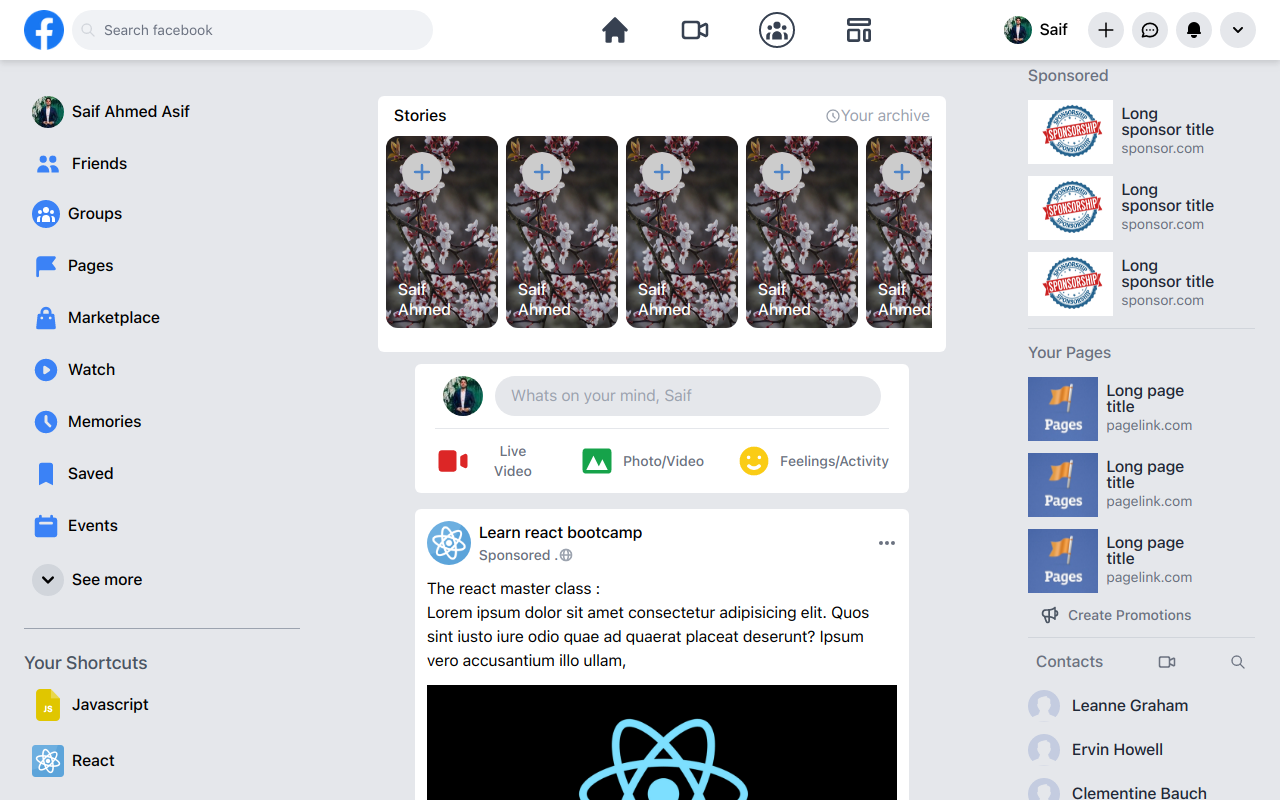 Search facebook
Saif
Saif Ahmed Asif
Friends
Groups
Pages
Marketplace
Watch
Memories
Saved
Events
See more
Your Shortcuts
JS
Javascript
React
Stories
Your archive
Saif
Ahmed
Saif
Ahmed
Saif
Ahmed
Saif
Ahmed
Saif
Ahmed
Whats on your mind, Saif
Live
Video
Photo/Video
Feelings/Activity
Learn react bootcamp
Sponsored .
The react master class :
Lorem ipsum dolor sit amet consectetur adipisicing elit. Quos
sint iusto iure odio quae ad quaerat placeat deserunt? Ipsum
vero accusantium illo ullam,
Sponsored
SPONSORSHIP
SPONSORSHIP
SPONSORSHIP
Long
sponsor title
sponsor.com
SPONSORSHIP
SPONSORSHIP
SPONSORSHIP
Long
sponsor title
sponsor.com
SPONSORSHIP
SPONSORSHIP
SPONSORSHIP
Long
sponsor title
sponsor.com
Your Pages
Pages
Long page
title
pagelink.com
Pages
Long page
title
pagelink.com
Pages
Long page
title
pagelink.com
Create Promotions
Contacts
Leanne Graham
Ervin Howell
Clementine Bauch